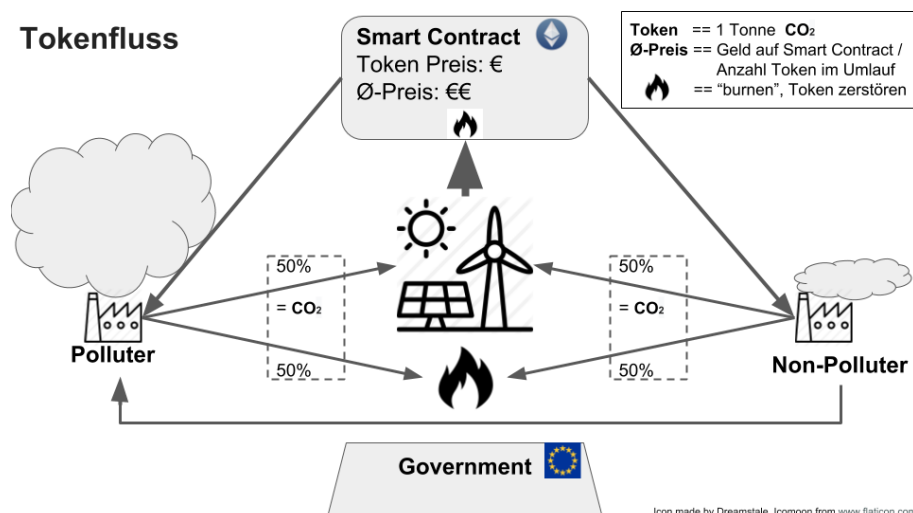 Tokenfluss
Smart Contract
Token Preis: €
Ø-Preis: €€
Token == 1 Tonne CO₂
Ø-Preis == Geld auf Smart Contract /
Anzahl Token im Umlauf
== “burnen”, Token zerstören
50%
= CO₂
50%
50%
= CO₂
50%
Polluter
Non-Polluter
Government
Icon made by Dreamstale, Icomoon from www.flaticon.com